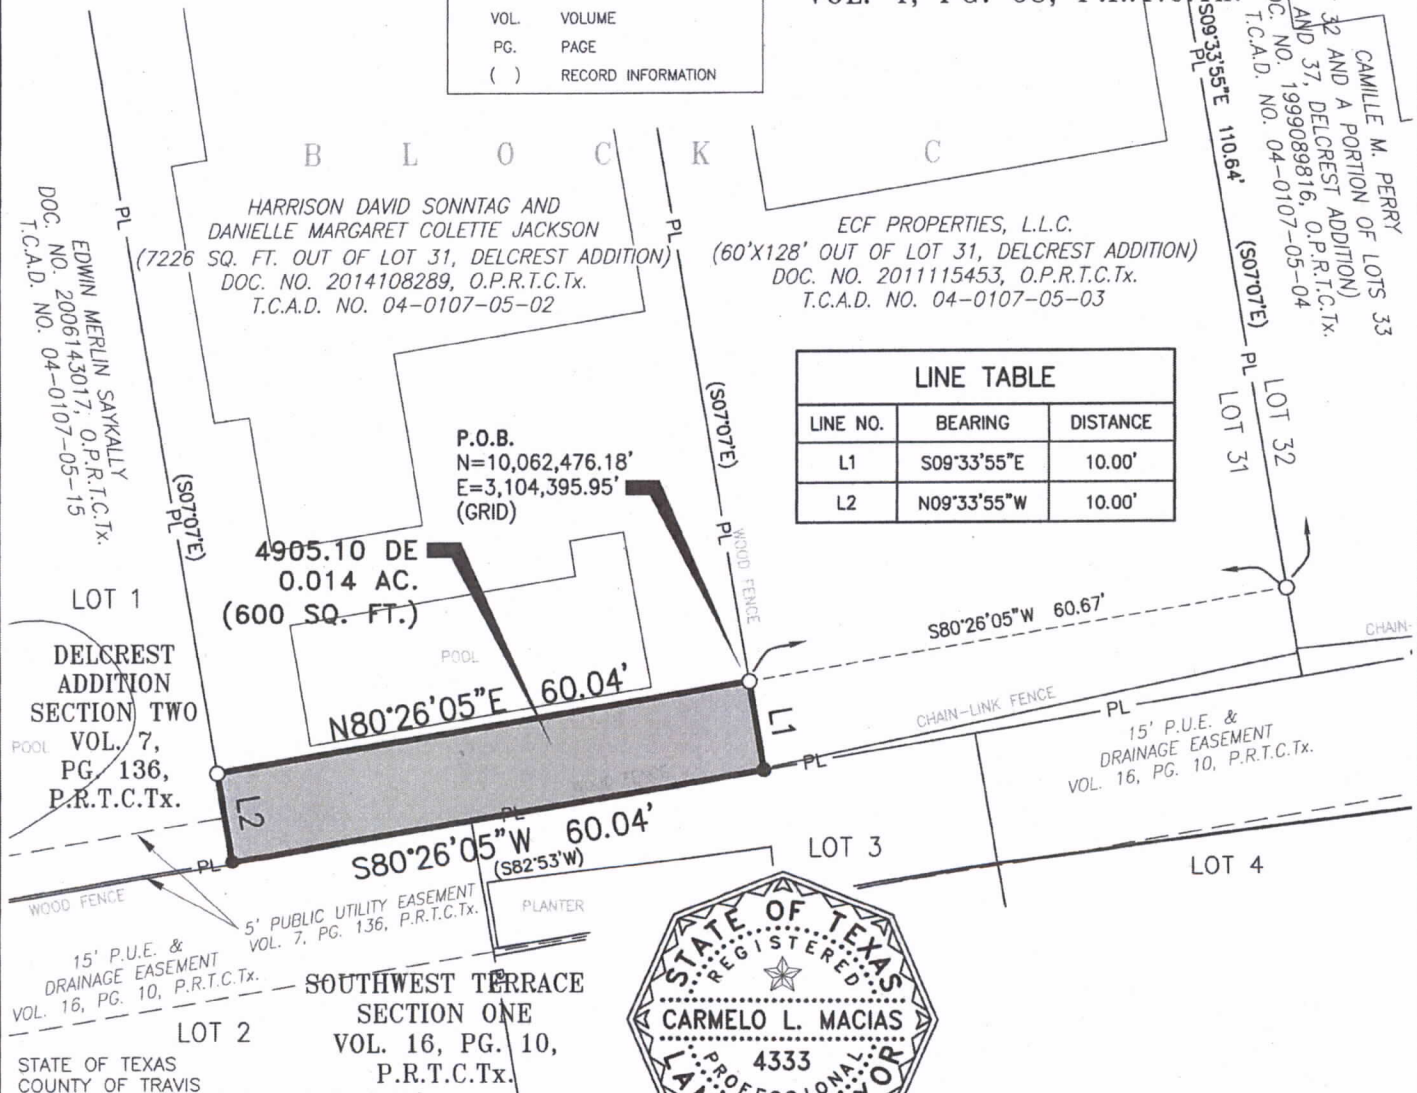 VOL. VOLUME
PG. PAGE
( ) RECORD INFORMATION
BLOCK C
S09°33'55"E 110.64'
(S07°07'E)
PL
PL
CAMILLE M. PERRY
32 AND A PORTION OF LOTS 33
AND 37, DELCREST ADDITION)
NO. 1999089816, O.P.R.T.C.Tx.
T.C.A.D. NO. 04-0107-05-04
HARRISON DAVID SONNTAG AND
DANIELLE MARGARET COLETTE JACKSON
(7226 SQ. FT. OUT OF LOT 31, DELCREST ADDITION)
DOC. NO. 2014108289, O.P.R.T.C.Tx.
T.C.A.D. NO. 04-0107-05-02
ECF PROPERTIES, L.L.C.
(60'X128' OUT OF LOT 31, DELCREST ADDITION)
DOC. NO. 2011115453, O.P.R.T.C.Tx.
T.C.A.D. NO. 04-0107-05-03
PL
PL
EDWIN MERLIN SAYKALLY
DOC. NO. 2006143017, O.P.R.T.C.Tx.
T.C.A.D. NO. 04-0107-05-15
(S07°07'E)
PL
(S07°07'E)
PL
WOOD FENCE
LINE TABLE
LINE NO. BEARING DISTANCE
L1 S09°33'55"E 10.00'
L2 N09°33'55"W 10.00'
LOT 31
LOT 32
P.O.B.
N=10,062,476.18'
E=3,104,395.95'
(GRID)
4905.10 DE
0.014 AC.
(600 SQ. FT.)
LOT 1
DELCREST
ADDITION
SECTION TWO
VOL. 7,
PG. 136,
P.R.T.C.Tx.
POOL
POOL
N80°26'05"E 60.04'
S80°26'05"W 60.67'
CHAIN-
CHAIN-LINK FENCE
PL
15' P.U.E. &
DRAINAGE EASEMENT
VOL. 16, PG. 10, P.R.T.C.Tx.
L1
L2
WOOD FENCE
PL
PL
PL
S80°26'05"W 60.04'
(S82°53'W)
LOT 3
LOT 4
WOOD FENCE
5' PUBLIC UTILITY EASEMENT
VOL. 7, PG. 136, P.R.T.C.Tx.
PLANTER
15' P.U.E. &
DRAINAGE EASEMENT
VOL. 16, PG. 10, P.R.T.C.Tx.
LOT 2
SOUTHWEST TERRACE
SECTION ONE
VOL. 16, PG. 10,
P.R.T.C.Tx.
STATE OF TEXAS
COUNTY OF TRAVIS
STATE OF TEXAS
REGISTERED
CARMELO L. MACIAS
4333
PROFESSIONAL